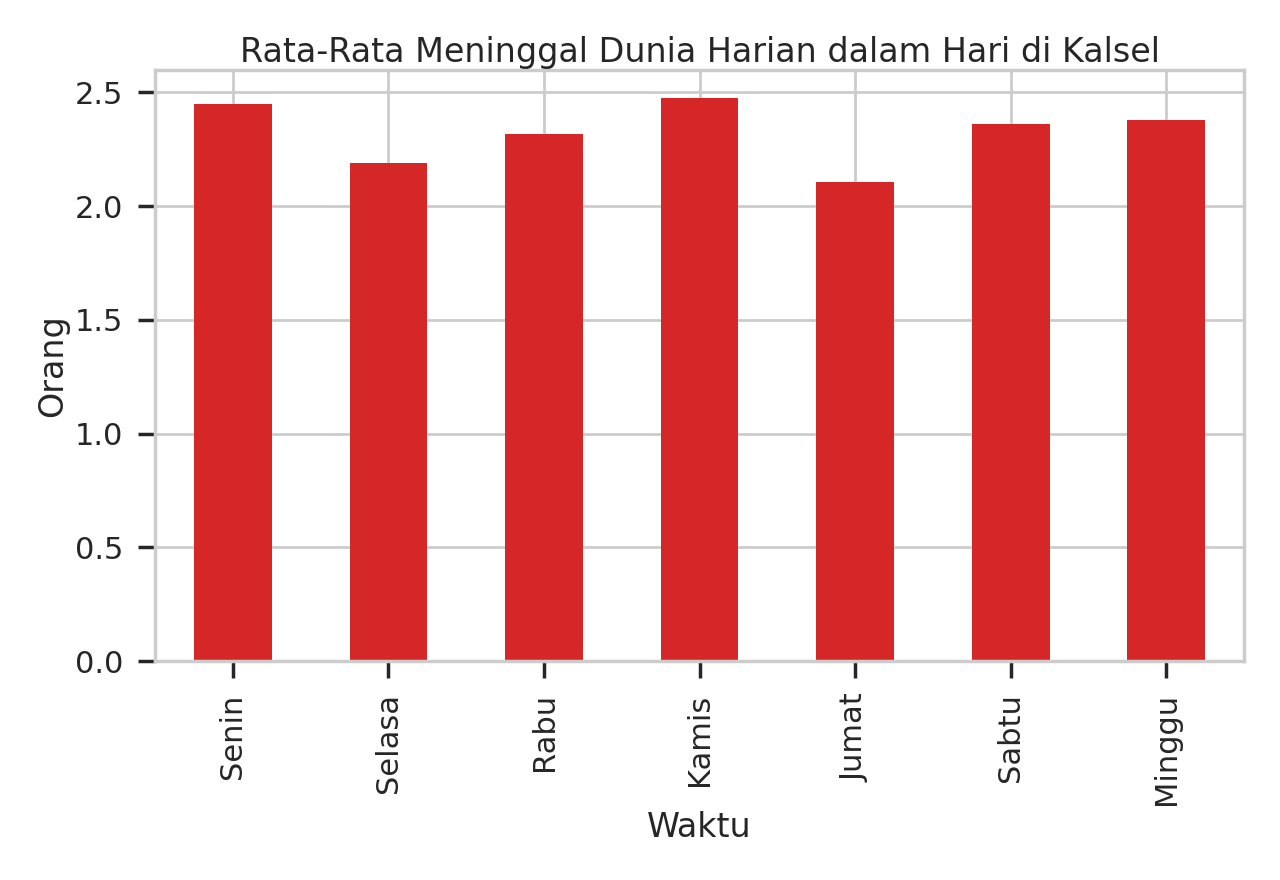 Rata-Rata Meninggal Dunia Harian dalam Hari di Kalsel
2.5
2.0
1.5
1.0
0.5
0.0
Orang
Senin
Selasa
Rabu
Kamis
Jumat
Sabtu
Minggu
Waktu